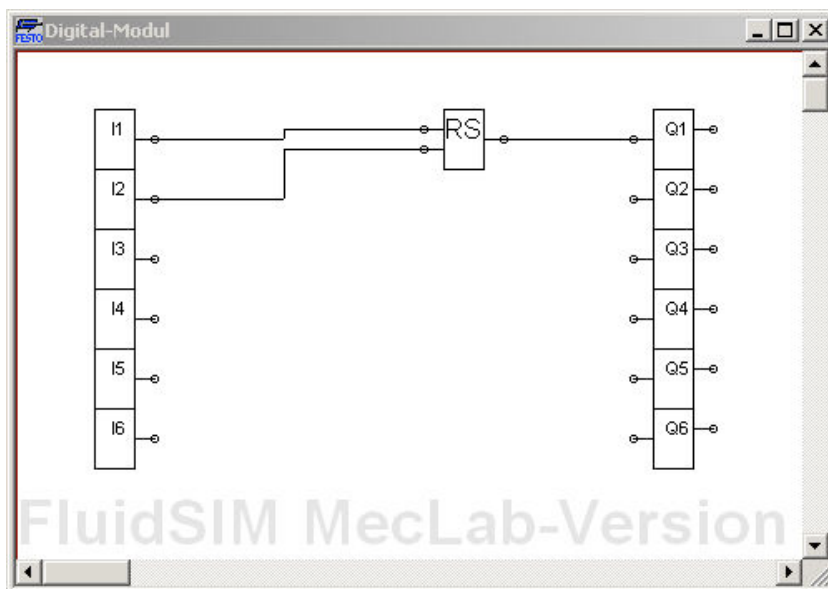 FESTO Digital-Modul
I1
RS
Q1
I2
Q2
I3
Q3
I4
Q4
I5
Q5
I6
Q6
FluidSIM MecLab-Version